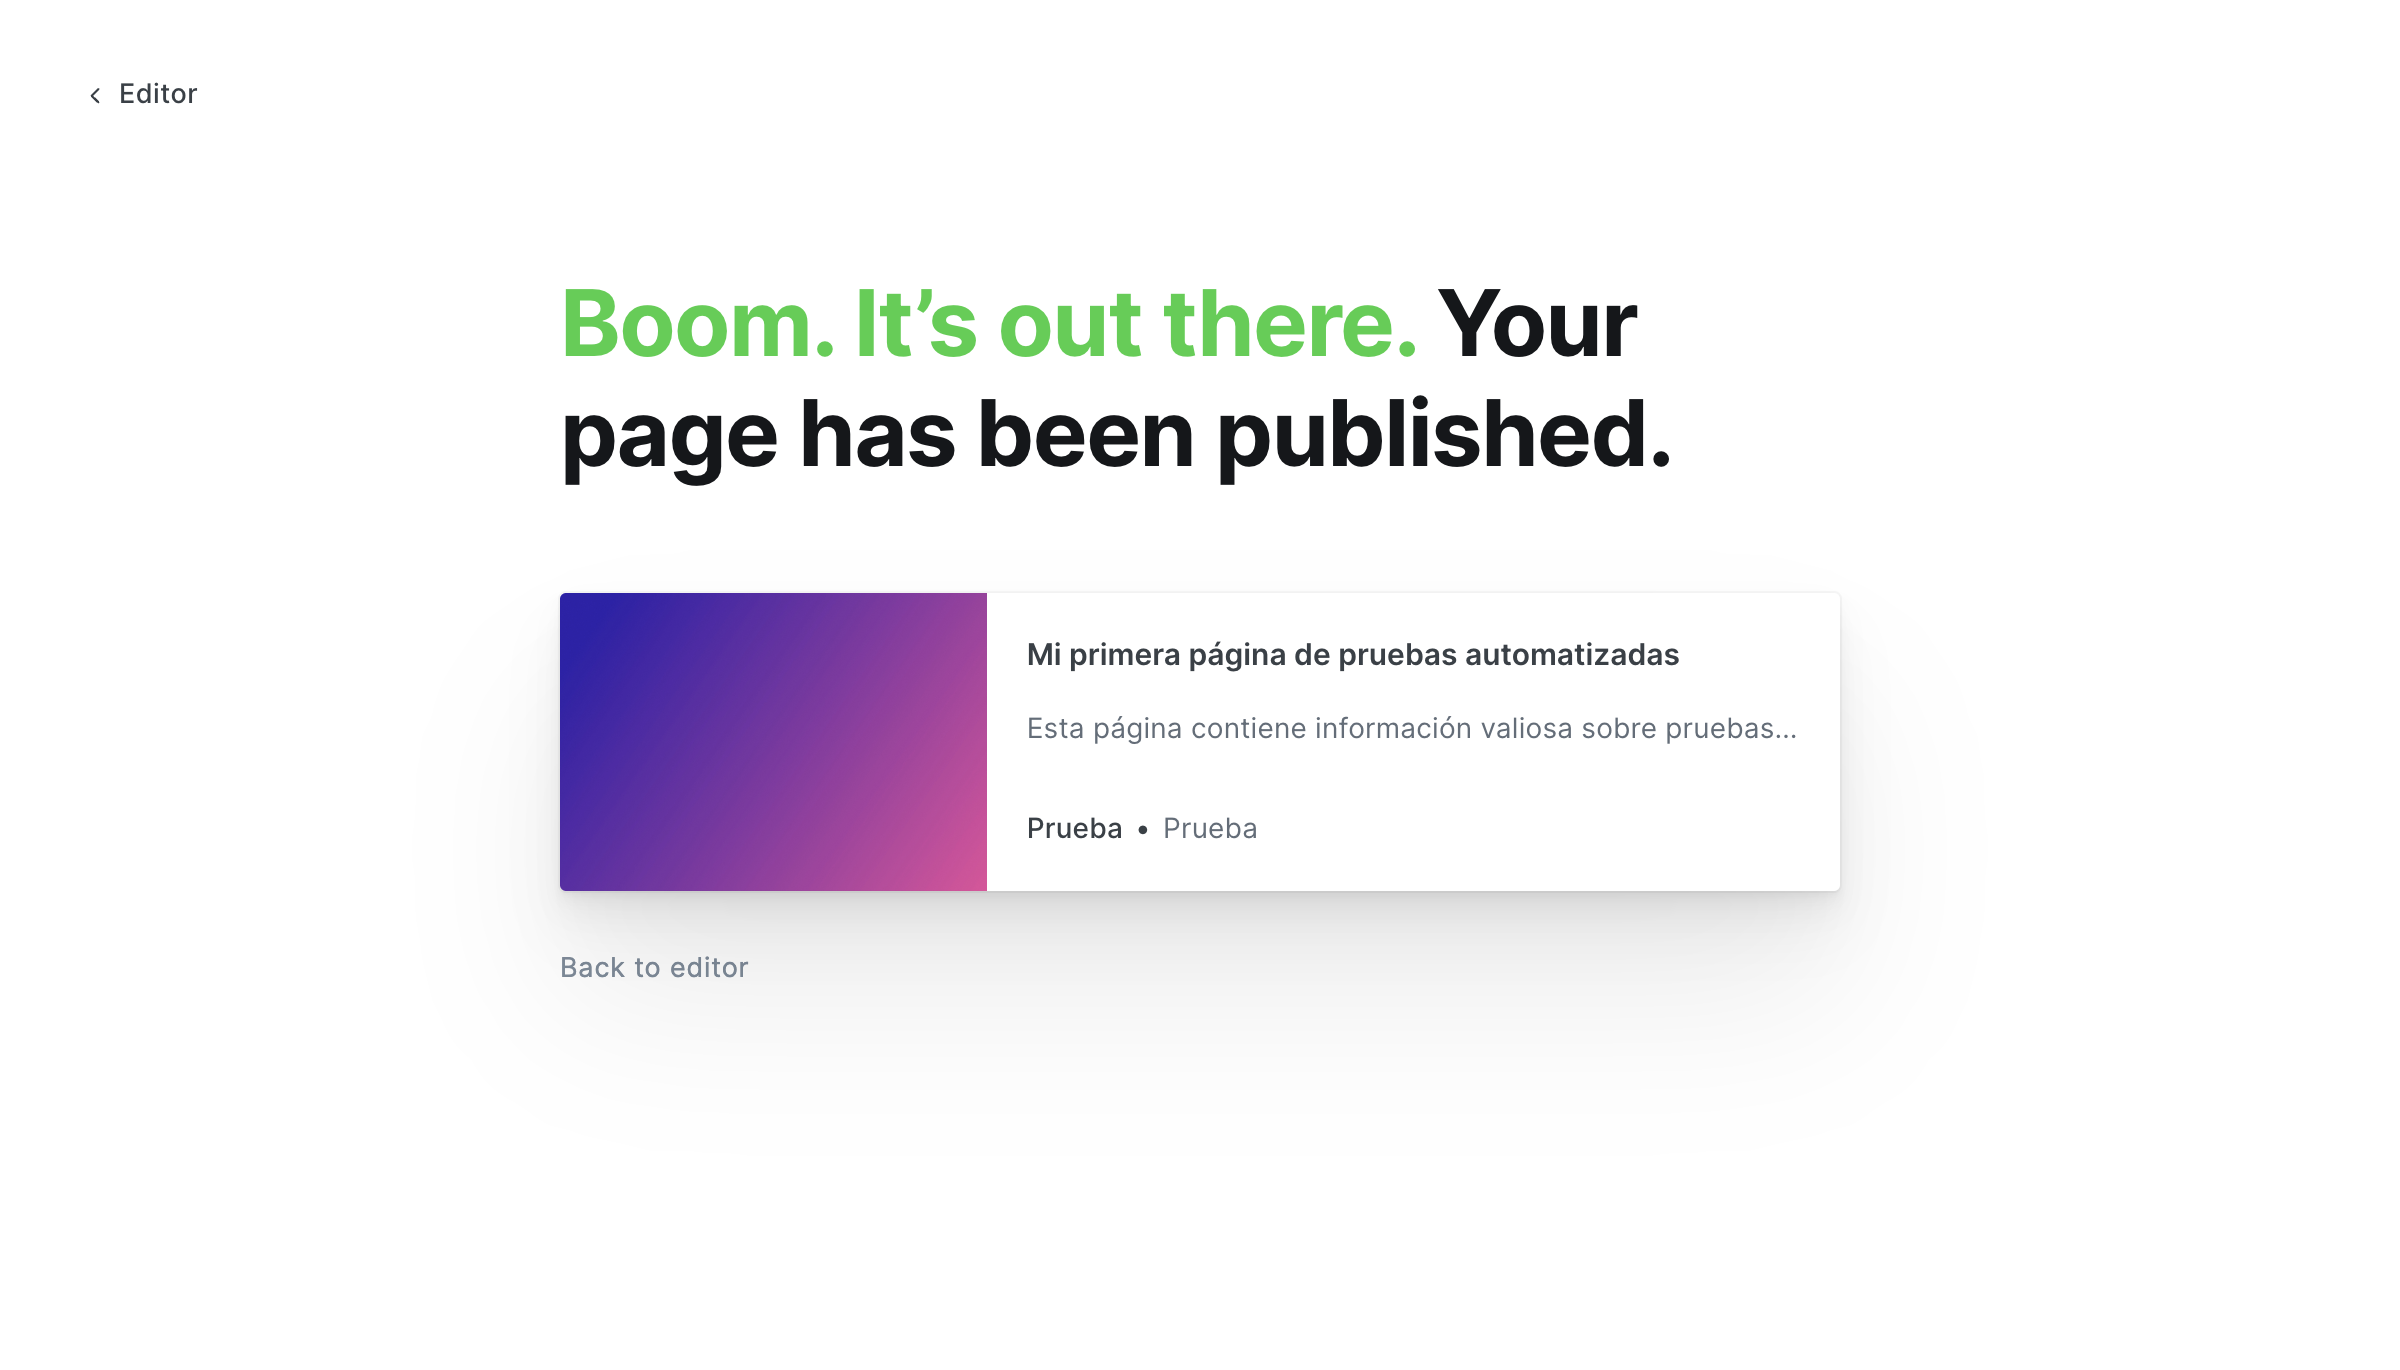 Editor
Boom. It’s out there. Your
page has been published.
Mi primera página de pruebas automatizadas
Esta página contiene información valiosa sobre pruebas...
Prueba • Prueba
Back to editor